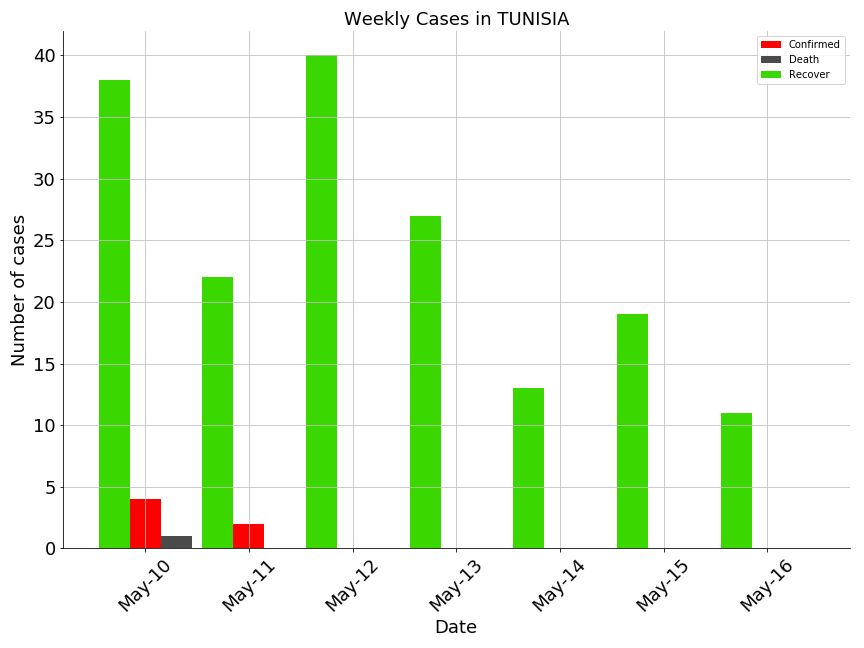 Weekly Cases in TUNISIA
Confirmed
Death
Recover
Number of cases
40
35
30
25
20
15
10
5
0
May-10
May-11
May-12
May-13
May-14
May-15
May-16
Date